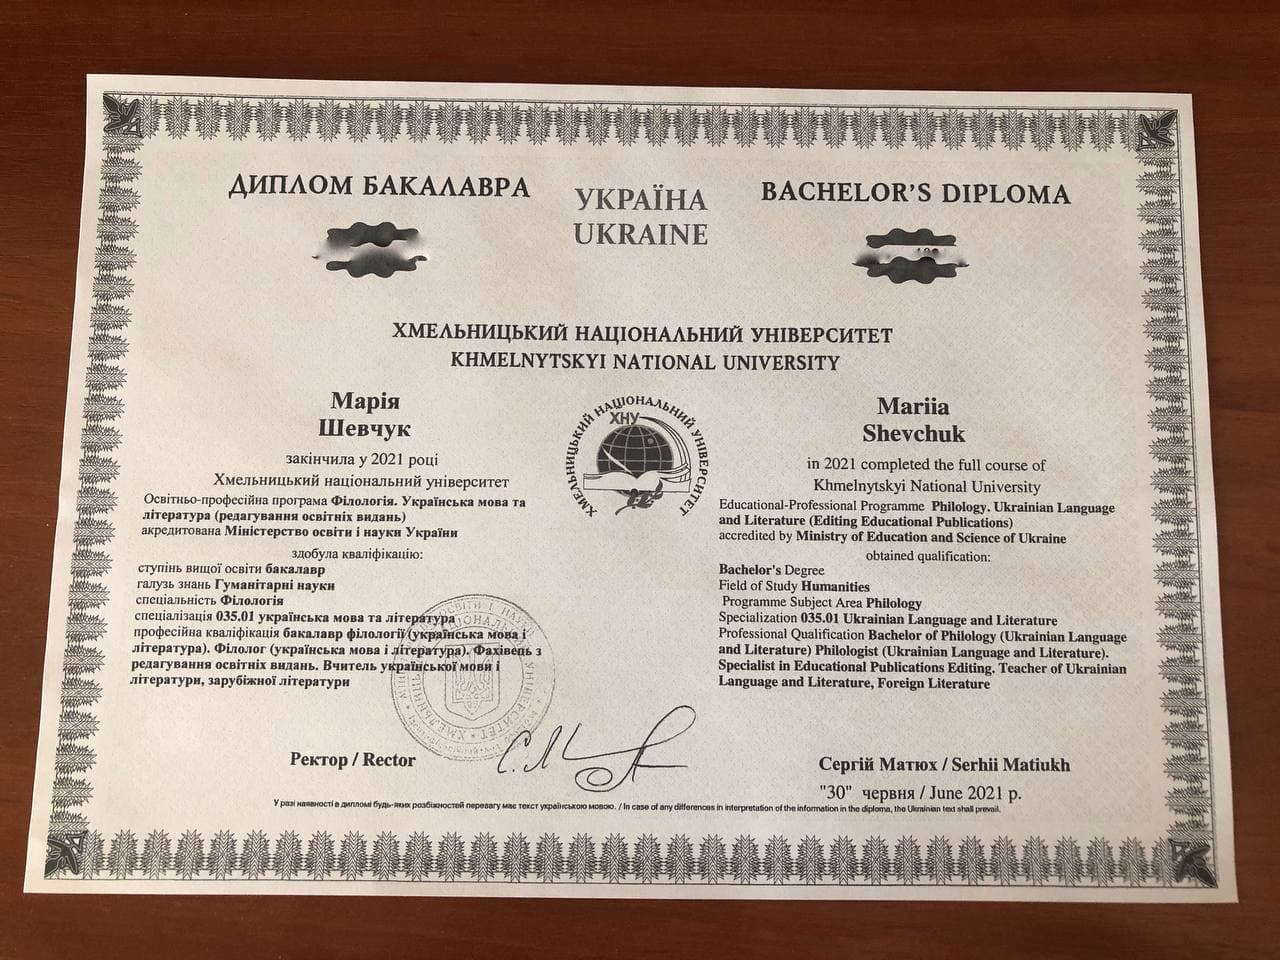 ДИПЛОМ БАКАЛАВРА
УКРАЇНА
UKRAINE
BACHELOR'S DIPLOMA
ХМЕЛЬНИЦЬКИЙ НАЦІОНАЛЬНИЙ УНІВЕРСИТЕТ
KHMELNYTSKYI NATIONAL UNIVERSITY
Марія
Шевчук
закінчила у 2021 році
Хмельницький національний університет
Освітньо-професійна програма Філологія. Українська мова та
література (редагування освітніх видань)
акредитована Міністерство освіти і науки України
здобула кваліфікацію:
ступінь вищої освіти бакалавр
галузь знань Гуманітарні науки
спеціальність Філологія
спеціалізація 035.01 українська мова та література
професійна кваліфікація бакалавр філології (українська мова і
література). Філолог (українська мова і література). Фахівець з
редагування освітніх видань. Вчитель української мови і
літератури, зарубіжної літератури
ХМЕЛЬНИЦЬКИЙ НАЦІОНАЛЬНИЙ УНІВЕРСИТЕТ
ХНУ
Mariia
Shevchuk
in 2021 completed the full course of
Khmelnytskyi National University
Educational-Professional Programme Philology. Ukrainian Language
and Literature (Editing Educational Publications)
accredited by Ministry of Education and Science of Ukraine
obtained qualification:
Bachelor's Degree
Field of Study Humanities
Programme Subject Area Philology
Specialization 035.01 Ukrainian Language and Literature
Professional Qualification Bachelor of Philology (Ukrainian Language
and Literature) Philologist (Ukrainian Language and Literature).
Specialist in Educational Publications Editing. Teacher of Ukrainian
Language and Literature, Foreign Literature
Ректор / Rector
Сергій Матюх / Serhii Matiukh
"30" червня / June 2021 р.
У разі наявності в дипломі будь-яких розбіжностей перевагу має текст українською мовою. / In case of any differences in interpretation of the information in the diploma, the Ukrainian text shall prevail.